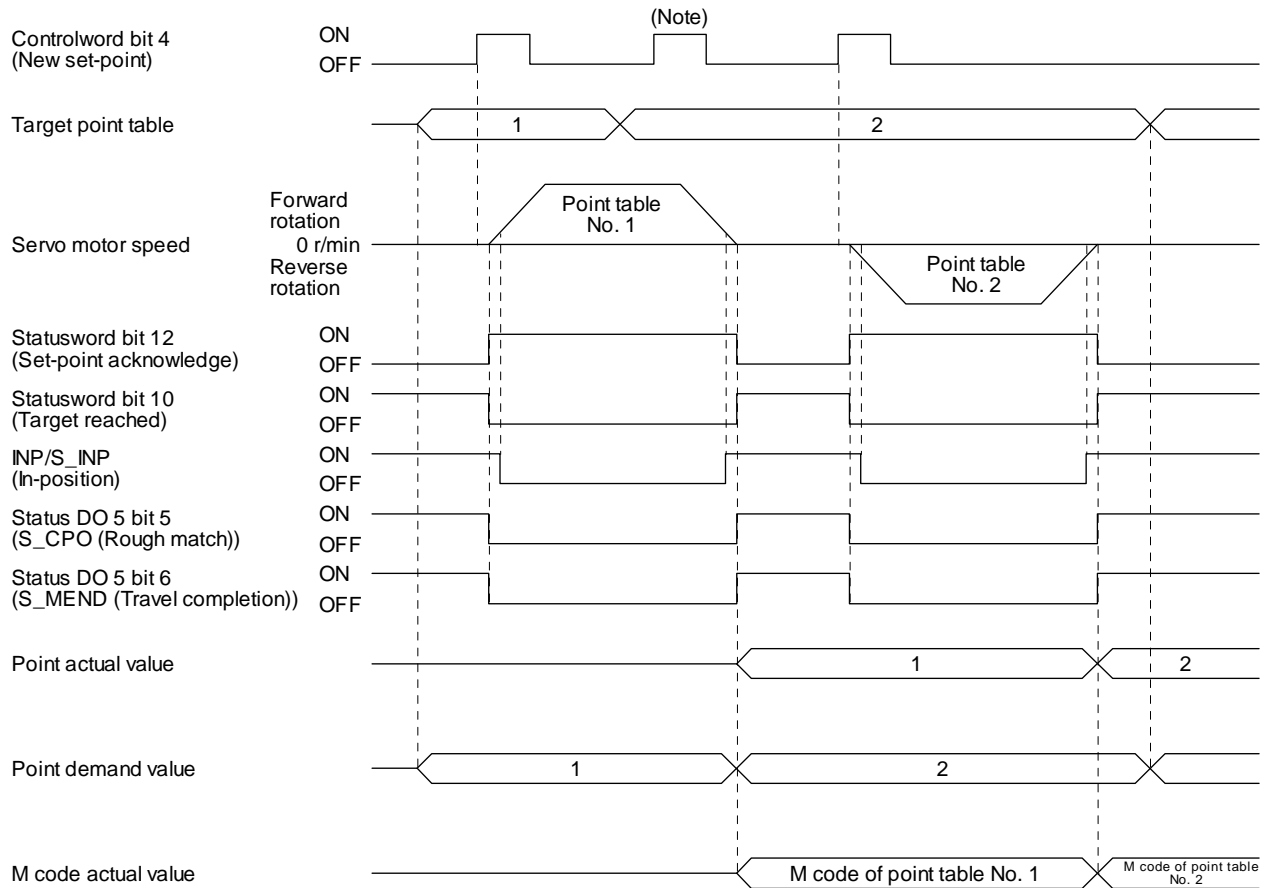 (Note)
Controlword bit 4
(New set-point)
ON
OFF
Target point table
1
2
Servo motor speed
Forward
rotation
0 r/min
Reverse
rotation
Point table
No. 1
Point table
No. 2
Statusword bit 12
(Set-point acknowledge)
ON
OFF
Statusword bit 10
(Target reached)
ON
OFF
INP/S_INP
(In-position)
ON
OFF
Status DO 5 bit 5
(S_CPO (Rough match))
ON
OFF
Status DO 5 bit 6
(S_MEND (Travel completion))
ON
OFF
Point actual value
1
2
Point demand value
1
2
M code actual value
M code of point table No. 1
M code of point table
No. 2